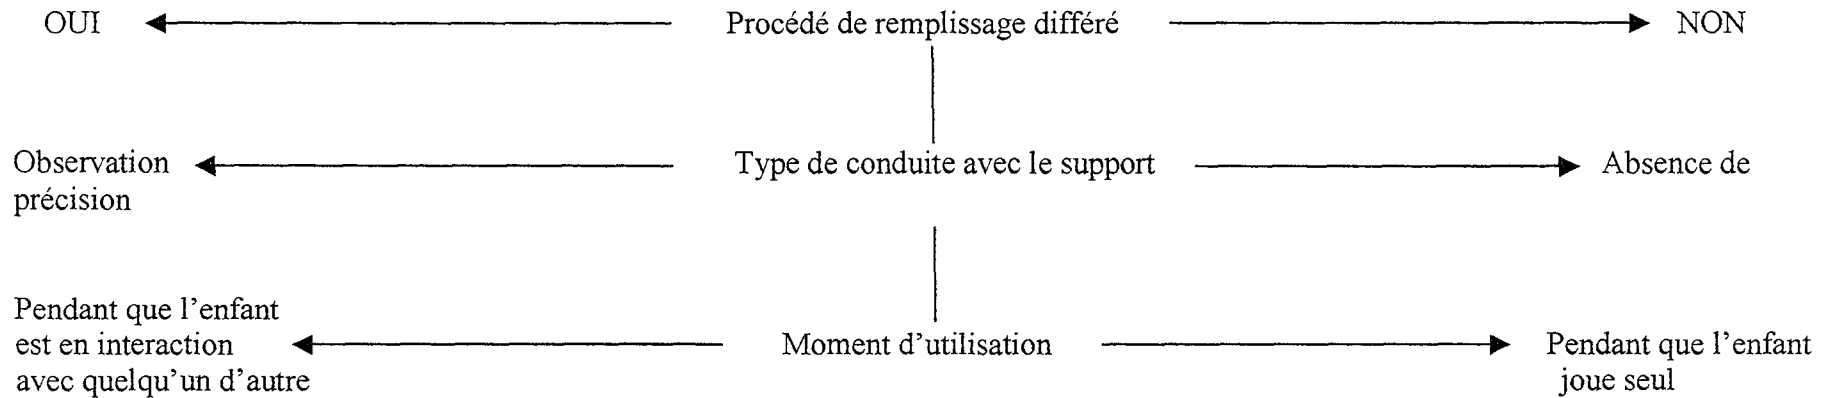 OUI Procédé de remplissage différé NON
Observation Type de conduite avec le support Absence de
précision
Pendant que l'enfant
est en interaction Moment d'utilisation Pendant que l'enfant
avec quelqu'un d'autre joue seul